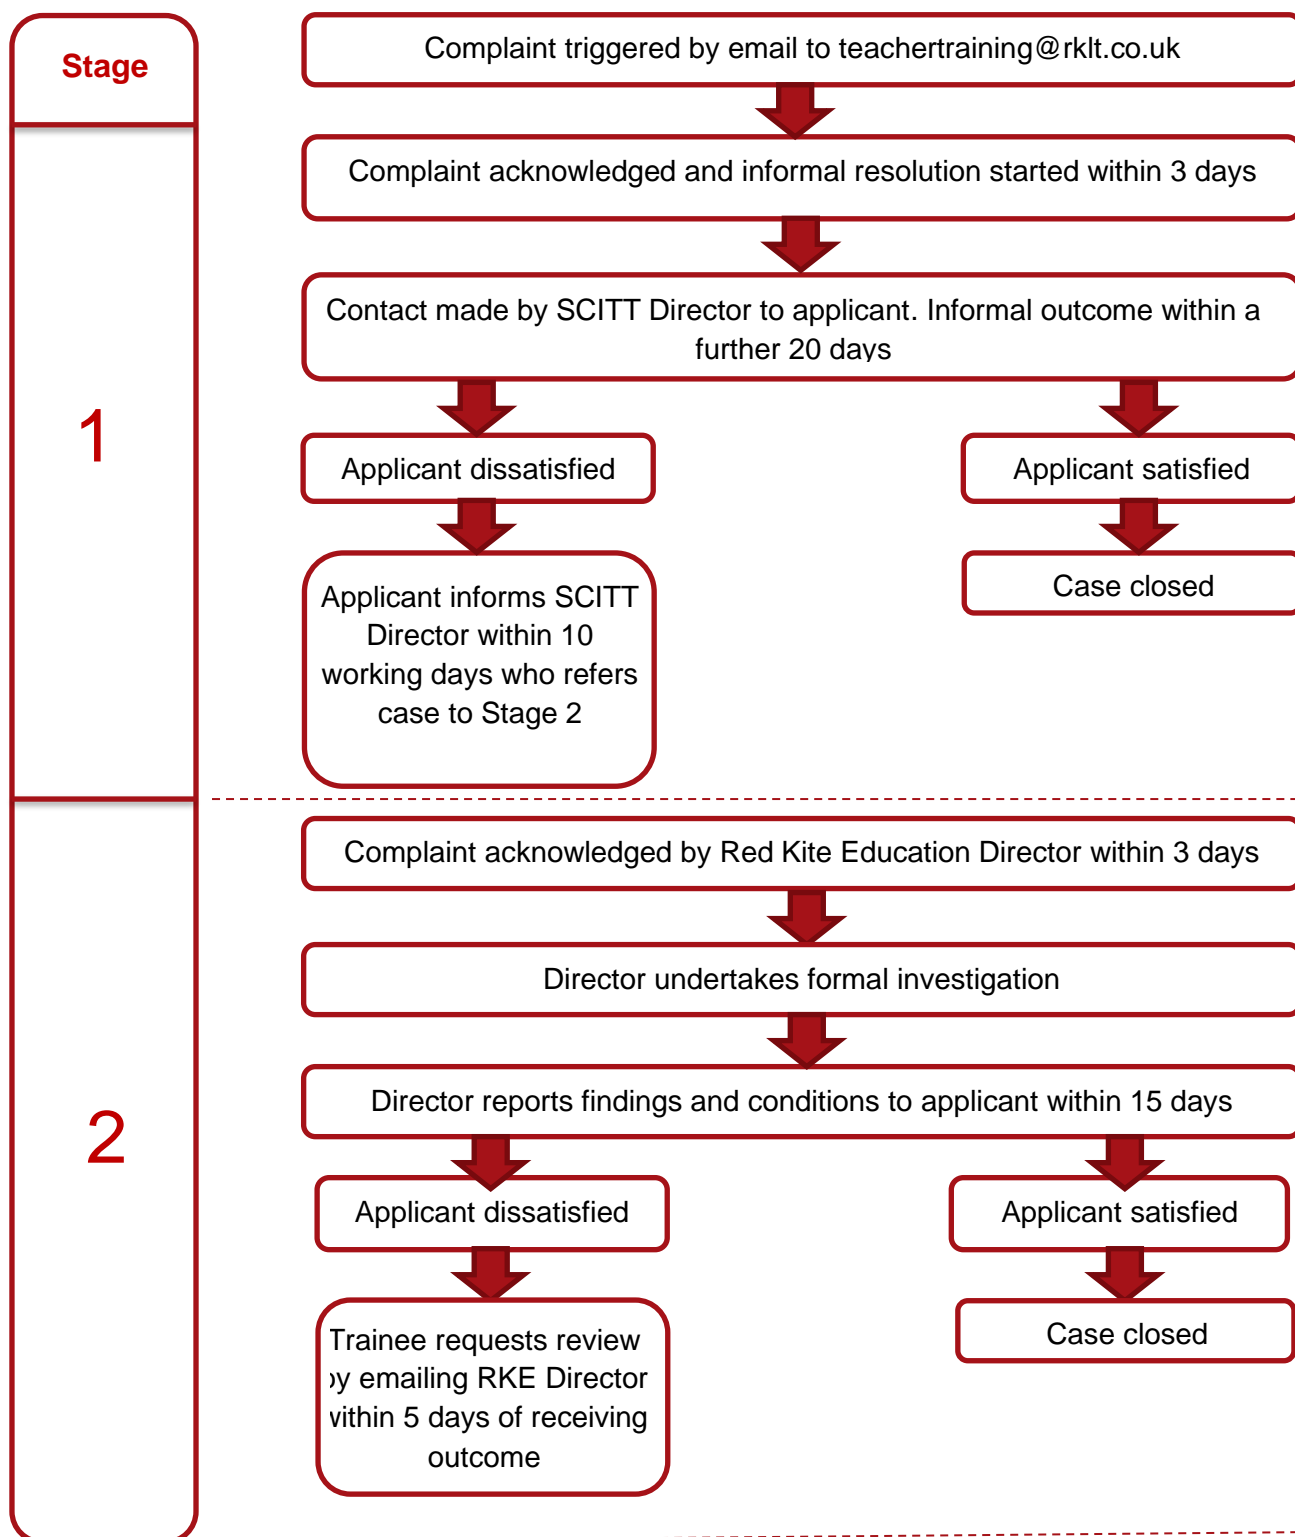 Stage
Complaint triggered by email to teachertraining@rklt.co.uk
Complaint acknowledged and informal resolution started within 3 days
Contact made by SCITT Director to applicant. Informal outcome within a
further 20 days
1
Applicant dissatisfied
Applicant satisfied
Applicant informs SCITT
Director within 10
working days who refers
case to Stage 2
Case closed
Complaint acknowledged by Red Kite Education Director within 3 days
Director undertakes formal investigation
Director reports findings and conditions to applicant within 15 days
2
Applicant dissatisfied
Applicant satisfied
Trainee requests review
by emailing RKE Director
within 5 days of receiving
outcome
Case closed